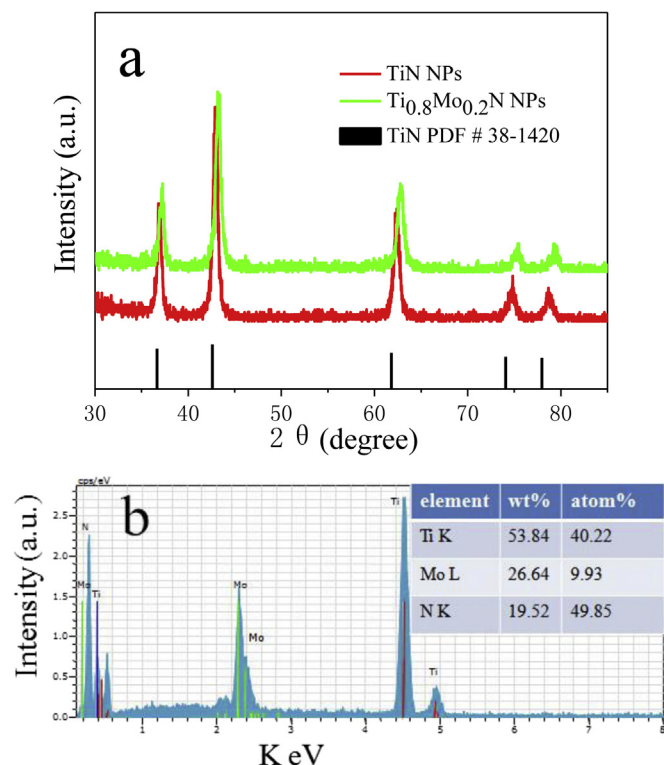 a
TiN NPs
Ti0.8Mo0.2N NPs
TiN PDF # 38-1420
Intensity (a.u.)
30 40 50 60 70 80
2 θ (degree)
b
cps/eV
Intensity (a.u.)
2.5
2.0
1.5
1.0
0.5
0.0
N
Mo
Ti
Mo
Mo
Ti
Ti
element wt% atom%
Ti K 53.84 40.22
Mo L 26.64 9.93
N K 19.52 49.85
1 2 3 4 5 6 7 8
K eV